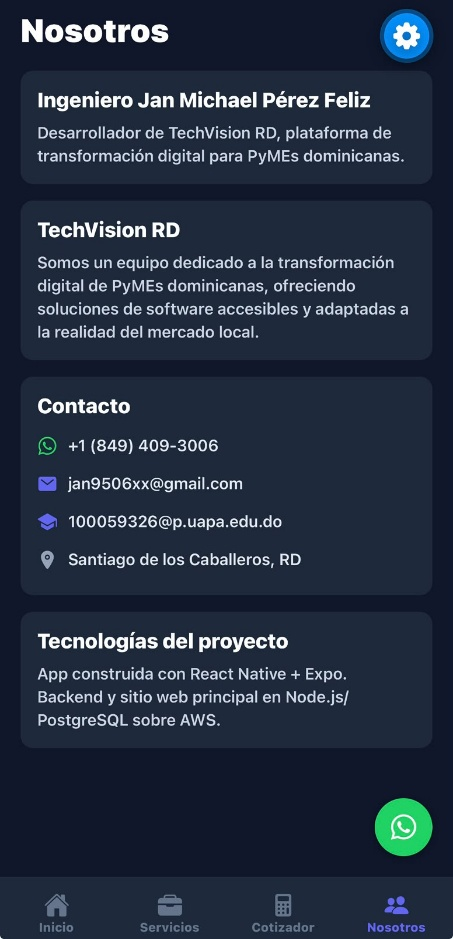 Nosotros
Ingeniero Jan Michael Pérez Feliz
Desarrollador de TechVision RD, plataforma de
transformación digital para PyMEs dominicanas.
TechVision RD
Somos un equipo dedicado a la transformación
digital de PyMEs dominicanas, ofreciendo
soluciones de software accesibles y adaptadas a
la realidad del mercado local.
Contacto
+1 (849) 409-3006
jan9506xx@gmail.com
100059326@p.uapa.edu.do
Santiago de los Caballeros, RD
Tecnologías del proyecto
App construida con React Native + Expo.
Backend y sitio web principal en Node.js/
PostgreSQL sobre AWS.
Inicio
Servicios
Cotizador
Nosotros